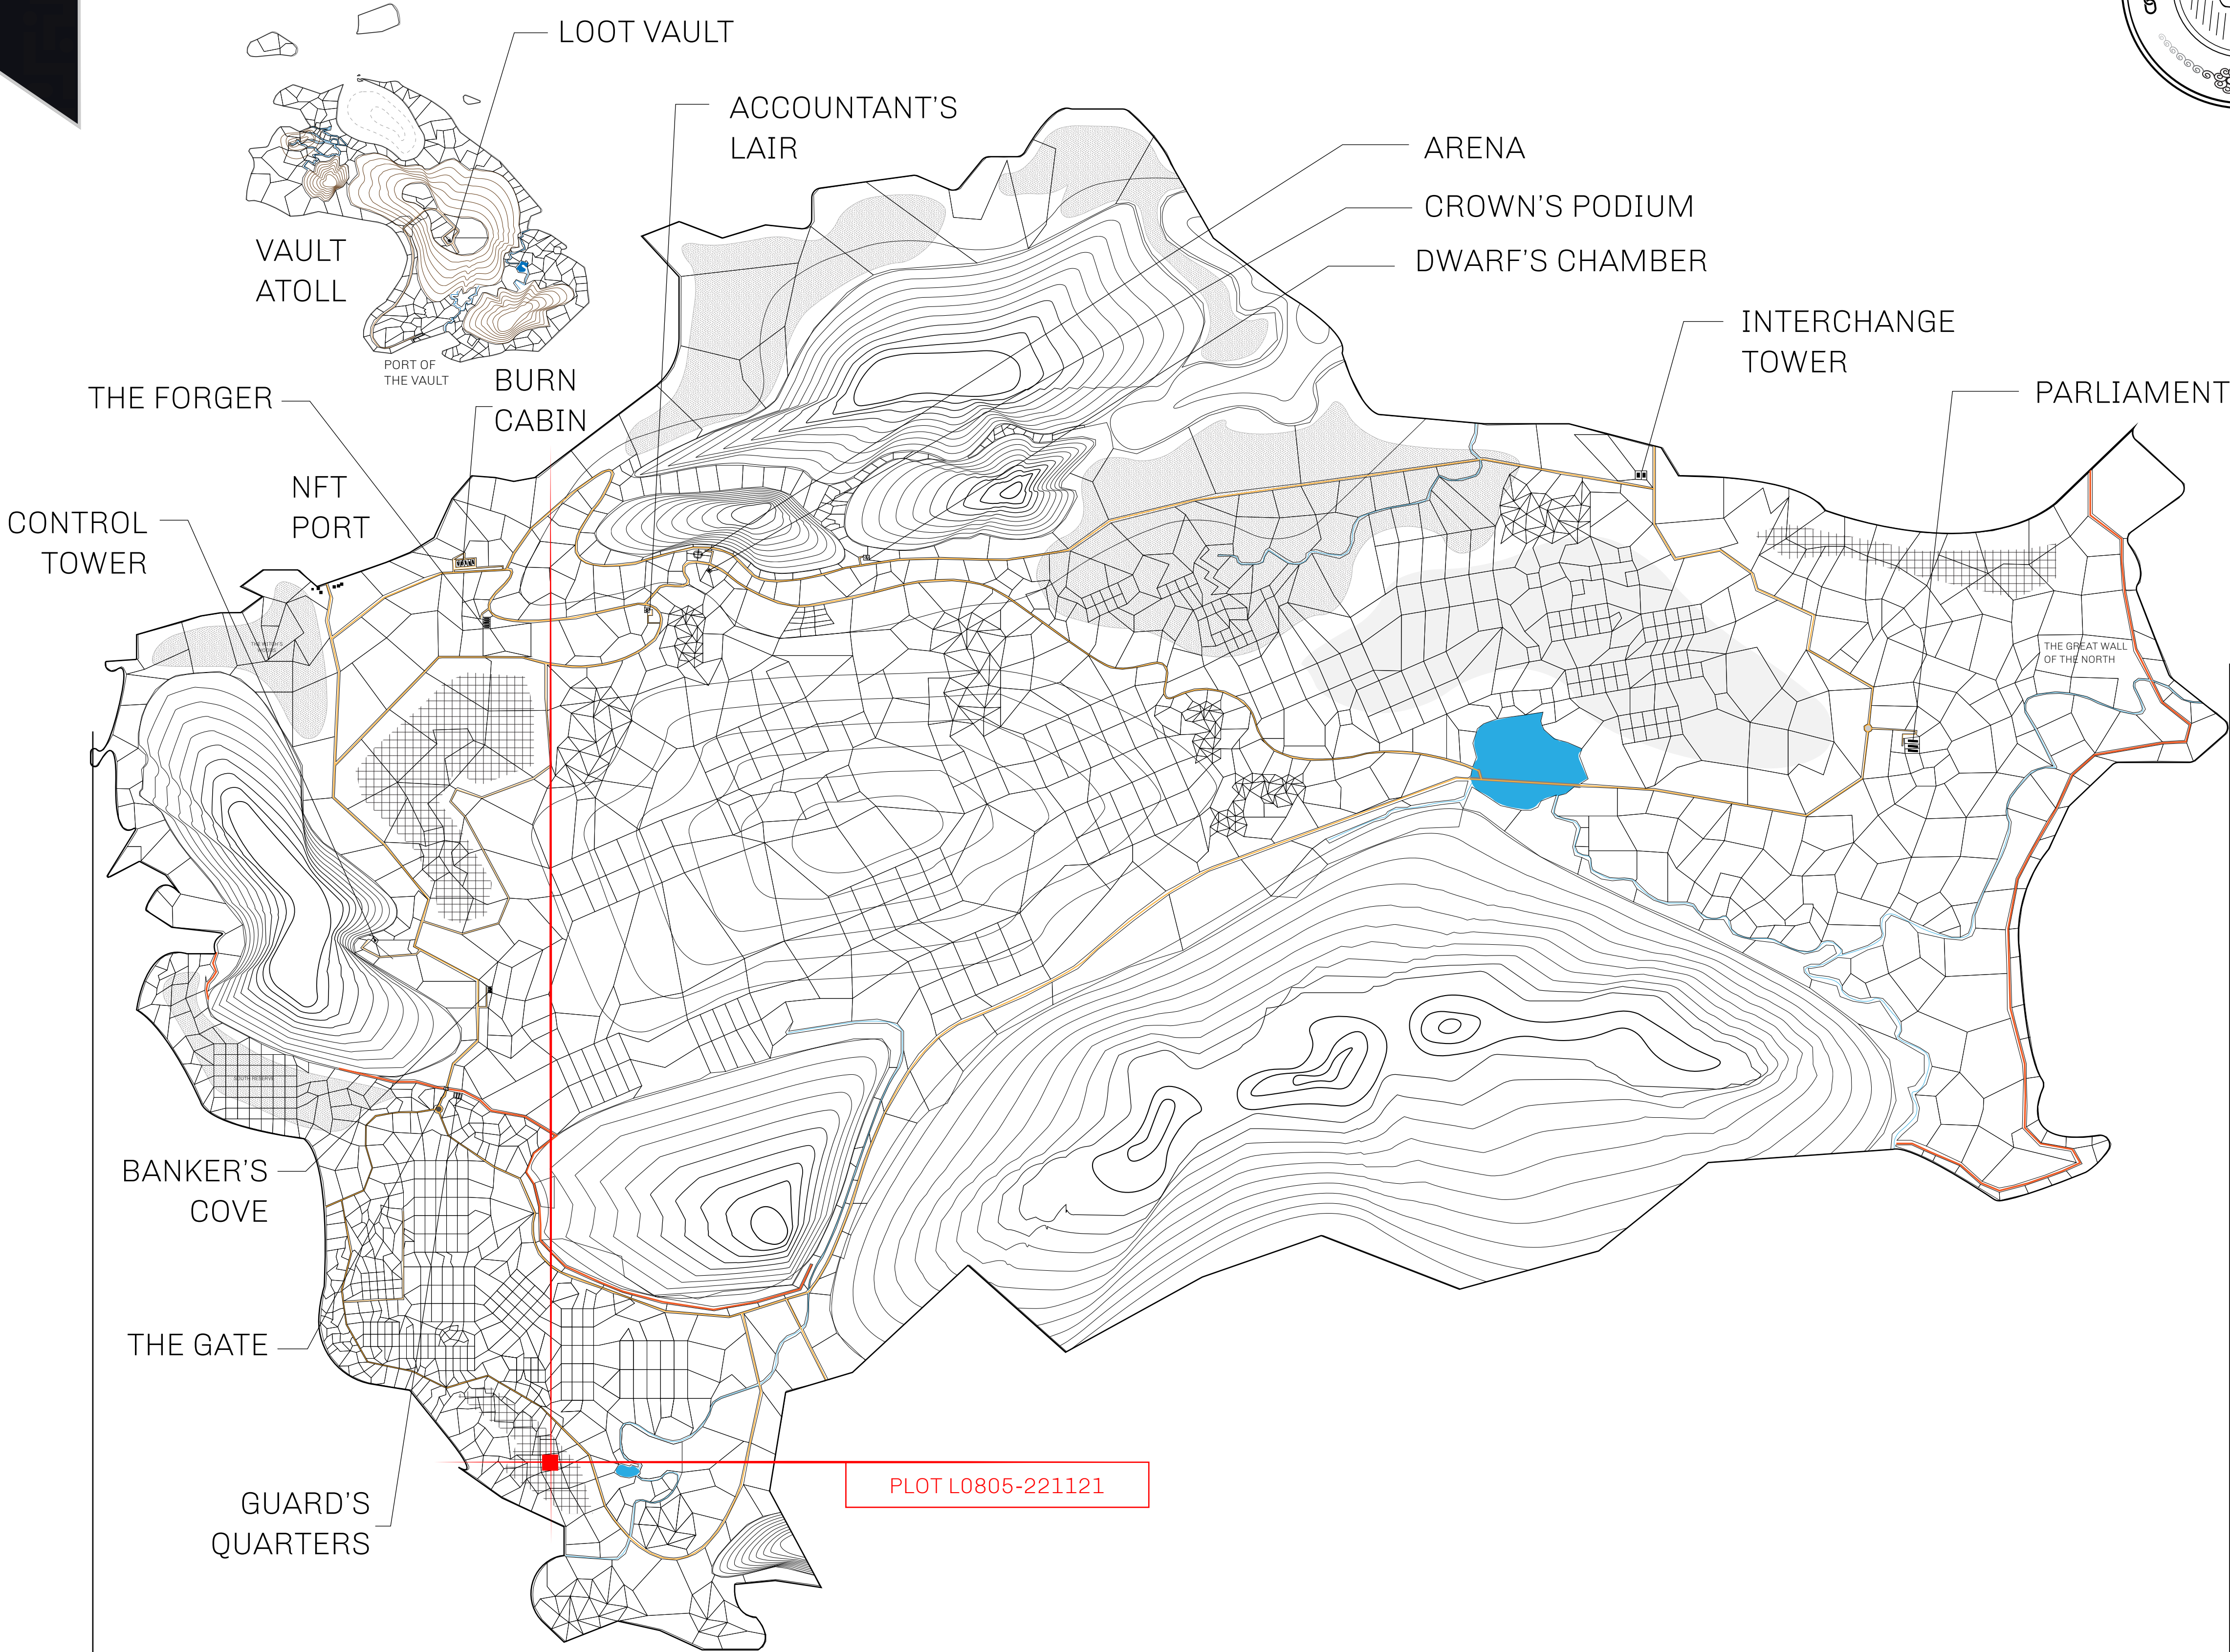 LOOT VAULT
ACCOUNTANT'S
LAIR
ARENA
CROWN'S PODIUM
DWARF'S CHAMBER
VAULT
ATOLL
INTERCHANGE
TOWER
PORT OF
THE VAULT
BURN
CABIN
THE FORGER
PARLIAMENT
NFT
PORT
CONTROL
TOWER
THE GREAT WALL
OF THE NORTH
SOUTH RESERVE
BANKER'S
COVE
THE GATE
GUARD'S
QUARTERS
PLOT L0805-221121